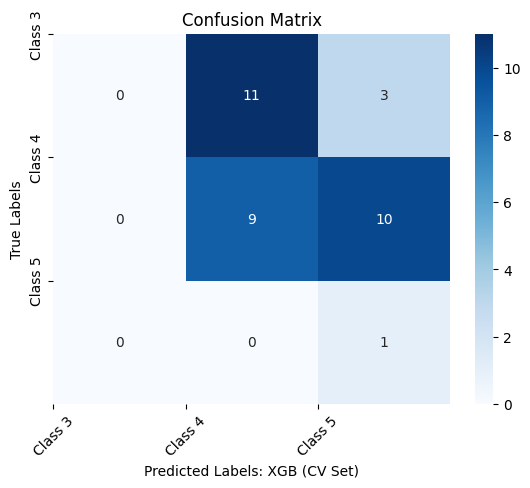 Confusion Matrix
Class 3
0 11 3
Class 4
0 9 10
Class 5
0 0 1
True Labels
Class 3 Class 4 Class 5
Predicted Labels: XGB (CV Set)
10
8
6
4
2
0